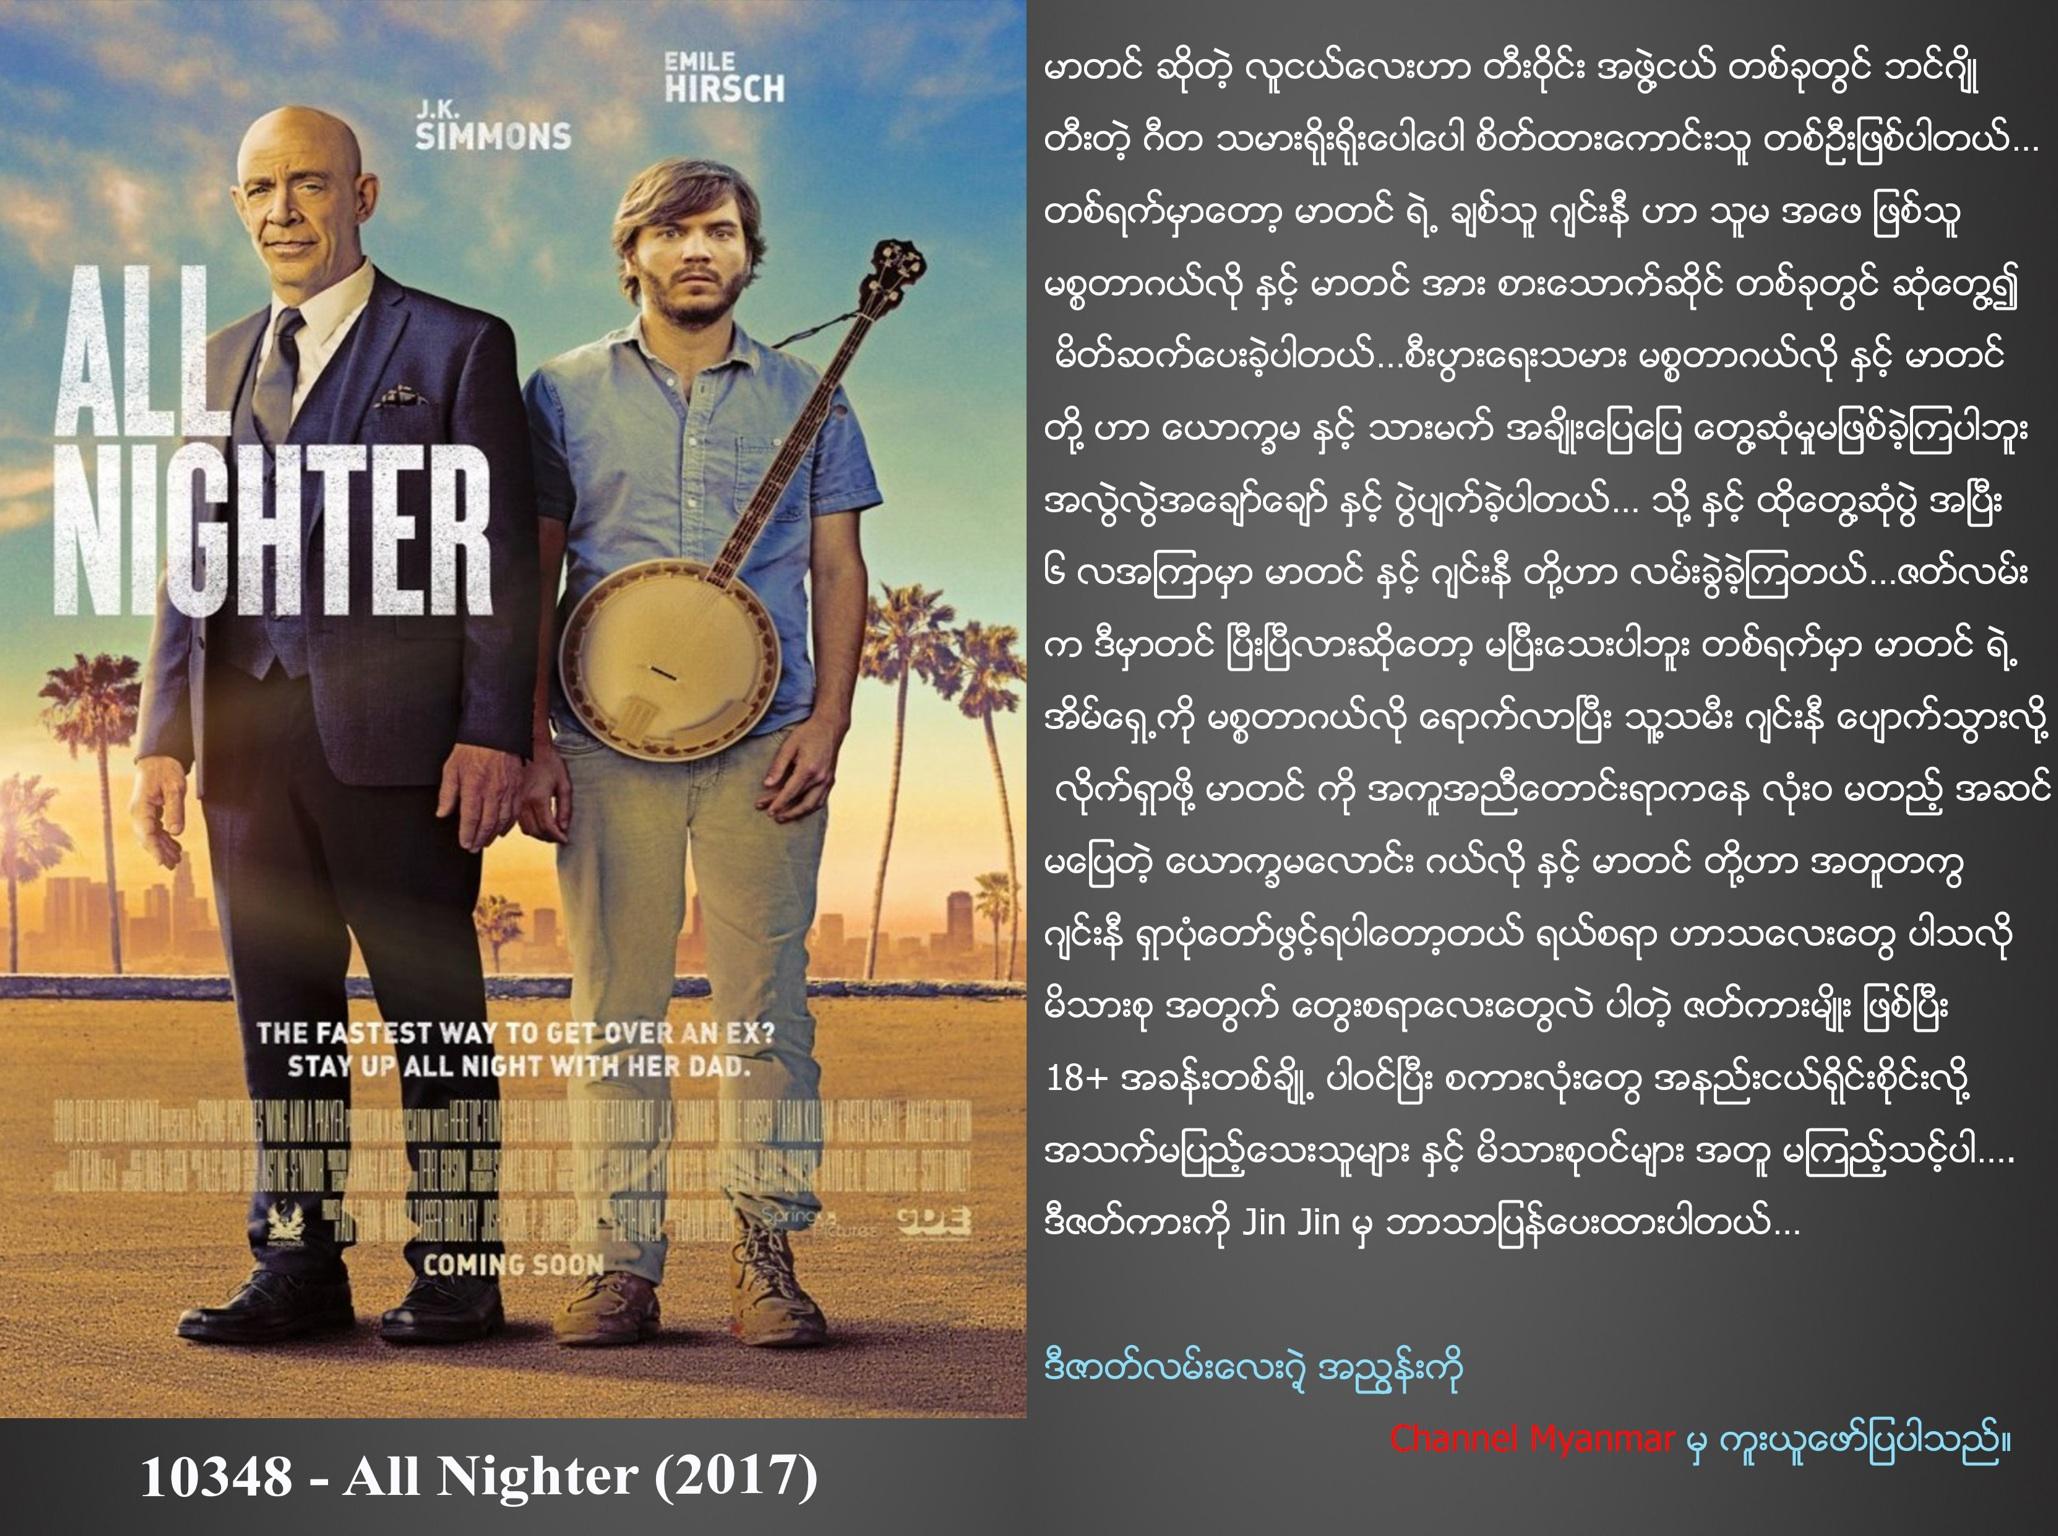 EMILE
HIRSCH
J.K.
SIMMONS
ALL
NIGHTER
THE FASTEST WAY TO GET OVER AN EX?
STAY UP ALL NIGHT WITH HER DAD.
COMING SOON
10348 - All Nighter (2017)
မာတင် ဆိုတဲ့ လူငယ်လေးဟာ တီးဝိုင်း အဖွဲ့ငယ် တစ်ခုတွင် ဘင်ဂျို
တီးတဲ့ ဂီတ သမားရိုးရိုးပေါပေါ စိတ်ထားကောင်းသူ တစ်ဦးဖြစ်ပါတယ်...
တစ်ရက်မှာတော့ မာတင် ရဲ့ ချစ်သူ ဂျင်းနီ ဟာ သူမ အဖေ ဖြစ်သူ
မစ္စတာဂယ်လို နှင့် မာတင် အား စားသောက်ဆိုင် တစ်ခုတွင် ဆုံတွေ့၍
မိတ်ဆက်ပေးခဲ့ပါတယ်...စီးပွားရေးသမား မစ္စတာဂယ်လို နှင့် မာတင်
တို့ ဟာ ယောက္ခမ နှင့် သားမက် အချိုးပြေပြေ တွေ့ဆုံမှုမဖြစ်ခဲ့ကြပါဘူး
အလွဲလွဲအချော်ချော် နှင့် ပွဲပျက်ခဲ့ပါတယ်... သို့ နှင့် ထိုတွေ့ဆုံပွဲ အပြီး
၆ လအကြာမှာ မာတင် နှင့် ဂျင်းနီ တို့ဟာ လမ်းခွဲခဲ့ကြတယ်...ဇတ်လမ်း
က ဒီမှာတင် ပြီးပြီလားဆိုတော့ မပြီးသေးပါဘူး တစ်ရက်မှာ မာတင် ရဲ့
အိမ်ရှေ့ကို မစ္စတာဂယ်လို ရောက်လာပြီး သူ့သမီး ဂျင်းနီ ပျောက်သွားလို့
လိုက်ရှာဖို့ မာတင် ကို အကူအညီတောင်းရာကနေ လုံးဝ မတည့် အဆင်
မပြေတဲ့ ယောက္ခမလောင်း ဂယ်လို နှင့် မာတင် တို့ဟာ အတူတကွ
ဂျင်းနီ ရှာပုံတော်ဖွင့်ရပါတော့တယ် ရယ်စရာ ဟာသလေးတွေ ပါသလို
မိသားစု အတွက် တွေးစရာလေးတွေလဲ ပါတဲ့ ဇတ်ကားမျိုး ဖြစ်ပြီး
18+ အခန်းတစ်ချို့ ပါဝင်ပြီး စကားလုံးတွေ အနည်းငယ်ရိုင်းစိုင်းလို့
အသက်မပြည့်သေးသူများ နှင့် မိသားစုဝင်များ အတူ မကြည့်သင့်ပါ....
ဒီဇတ်ကားကို Jin Jin မှ ဘာသာပြန်ပေးထားပါတယ်...
ဒီဇာတ်လမ်းလေးရဲ့ အညွှန်းကို
Channel Myanmar မှ ကူးယူဖော်ပြပါသည်။